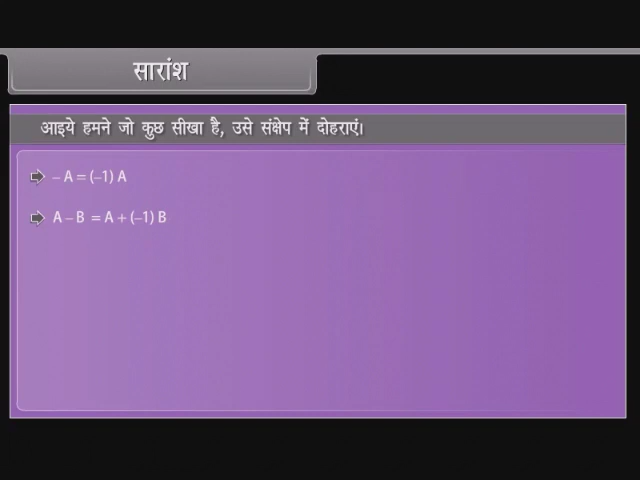 सारांश
आइये हमने जो कुछ सीखा है, उसे संक्षेप में दोहराएं।
– A = (–1) A
A – B = A + (–1) B